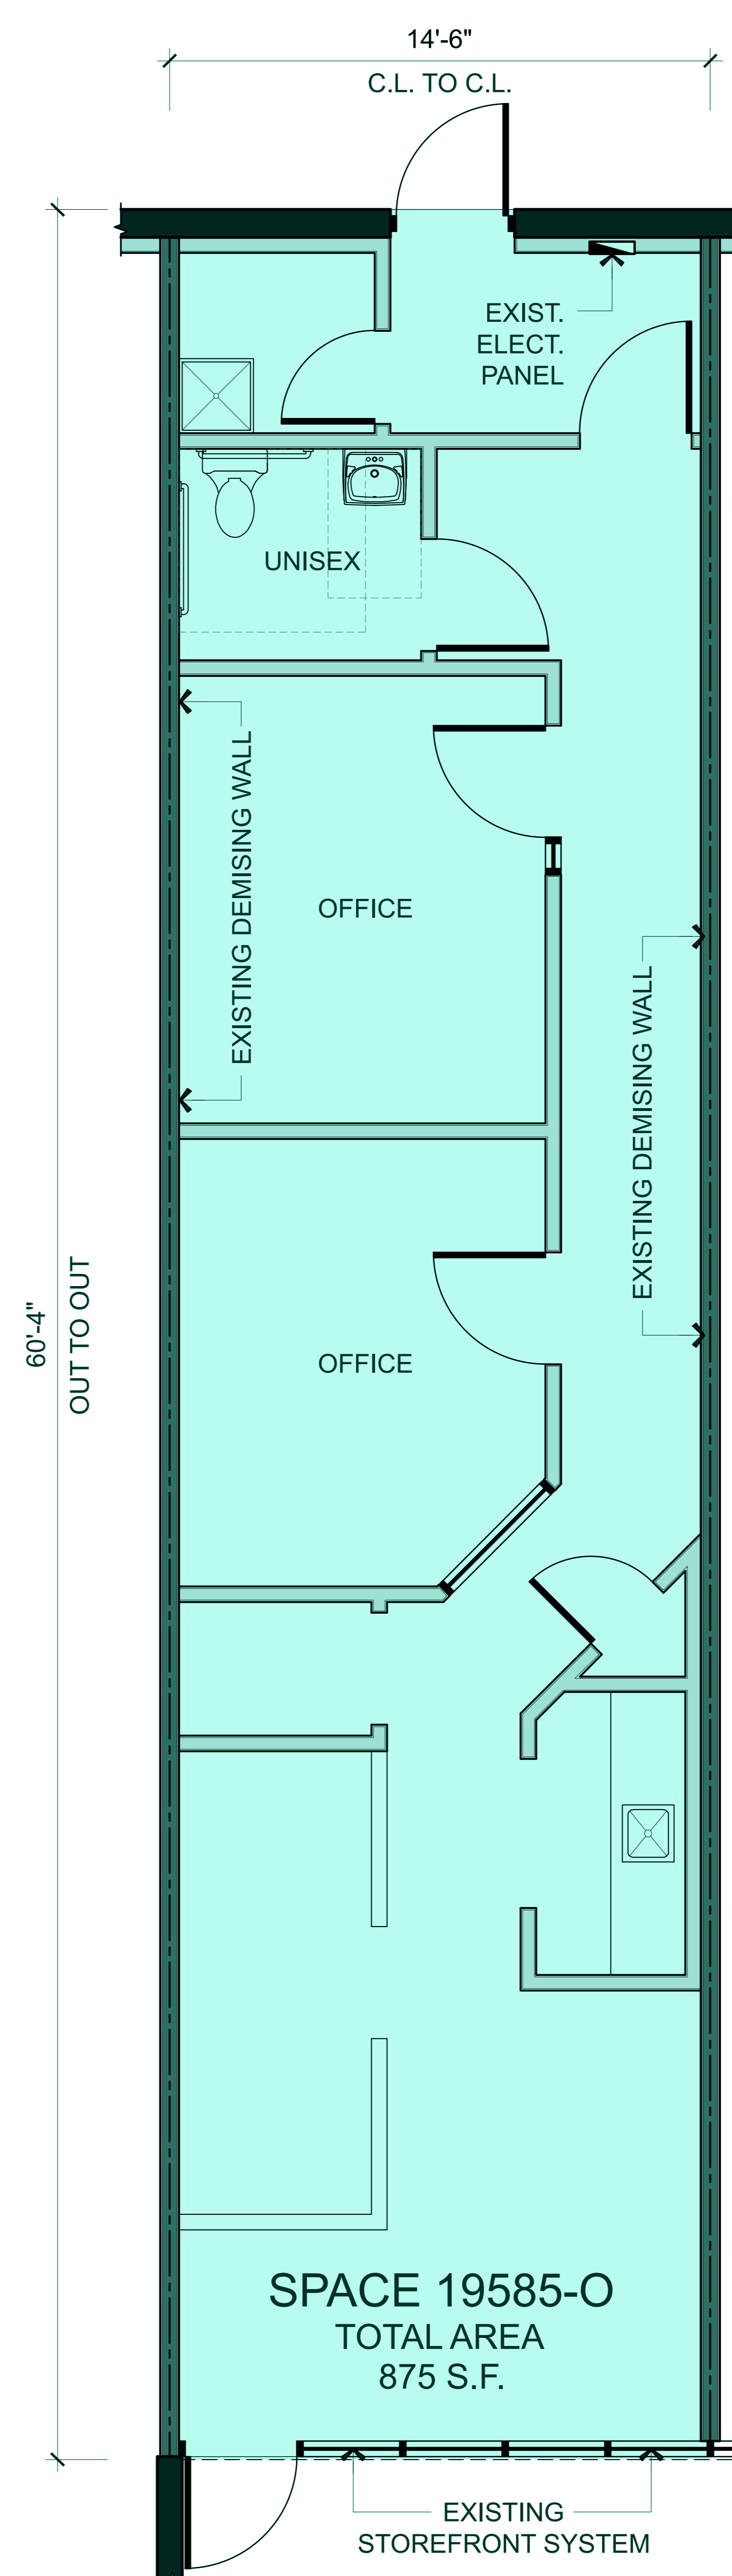 14'-6"
C.L. TO C.L.
EXIST.
ELECT.
PANEL
UNISEX
EXISTING DEMISING WALL
OFFICE
EXISTING DEMISING WALL
60'-4"
OUT TO OUT
OFFICE
SPACE 19585-O
TOTAL AREA
875 S.F.
EXISTING
STOREFRONT SYSTEM